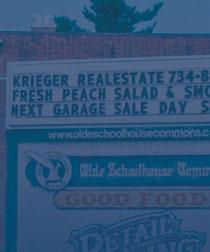 KRIEGER REALESTATE 734-8
FRESH PEACH SALAD & SMO
NEXT GARAGE SALE DAY S
www.oldeschoolhousecommons.c
Olde Schoolhouse Comm
GOOD FOOD
RETAIL